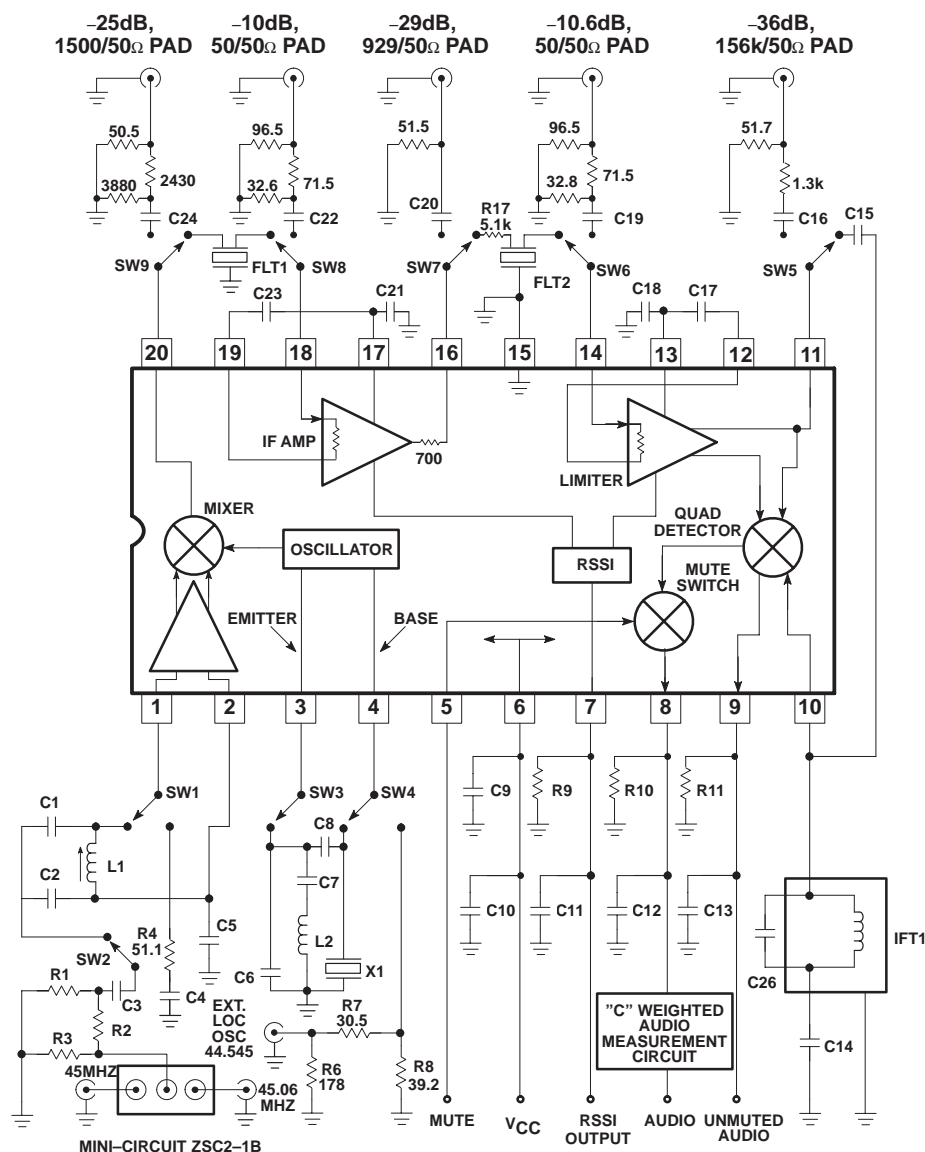 –25dB,
1500/50Ω PAD
–10dB,
50/50Ω PAD
–29dB,
929/50Ω PAD
–10.6dB,
50/50Ω PAD
–36dB,
156k/50Ω PAD
50.5
96.5
51.5
96.5
51.7
2430
71.5
71.5
1.3k
3880
32.6
32.8
C24
C22
C20
R17
5.1k
C19
C16
C15
SW9
FLT1
SW8
SW7
FLT2
SW6
SW5
C23
C21
C18
C17
20
19
18
17
16
15
14
13
12
11
IF AMP
700
LIMITER
MIXER
OSCILLATOR
RSSI
QUAD
DETECTOR
MUTE
SWITCH
EMITTER
BASE
1
2
3
4
5
6
7
8
9
10
SW1
SW3
SW4
C9
R9
R10
R11
C1
L1
C2
C8
C7
L2
C5
C6
X1
C10
C11
C12
C13
IFT1
C26
R4
51.1
SW2
C3
C4
R1
R2
R3
EXT.
LOC
OSC
44.545
R7
30.5
R6
178
R8
39.2
"C" WEIGHTED
AUDIO
MEASUREMENT
CIRCUIT
C14
45MHZ
45.06
MHZ
MUTE
VCC
RSSI
OUTPUT
AUDIO
UNMUTED
AUDIO
MINI–CIRCUIT ZSC2–1B